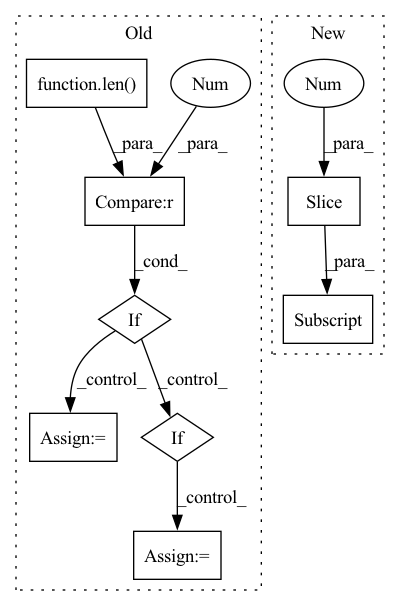 Old
New
function.len()
Num
Num
_para_
_para_
_para_
Compare:r
Slice
_cond_
_para_
If
Subscript
_control_
_control_
Assign:=
If
_control_
Assign:=